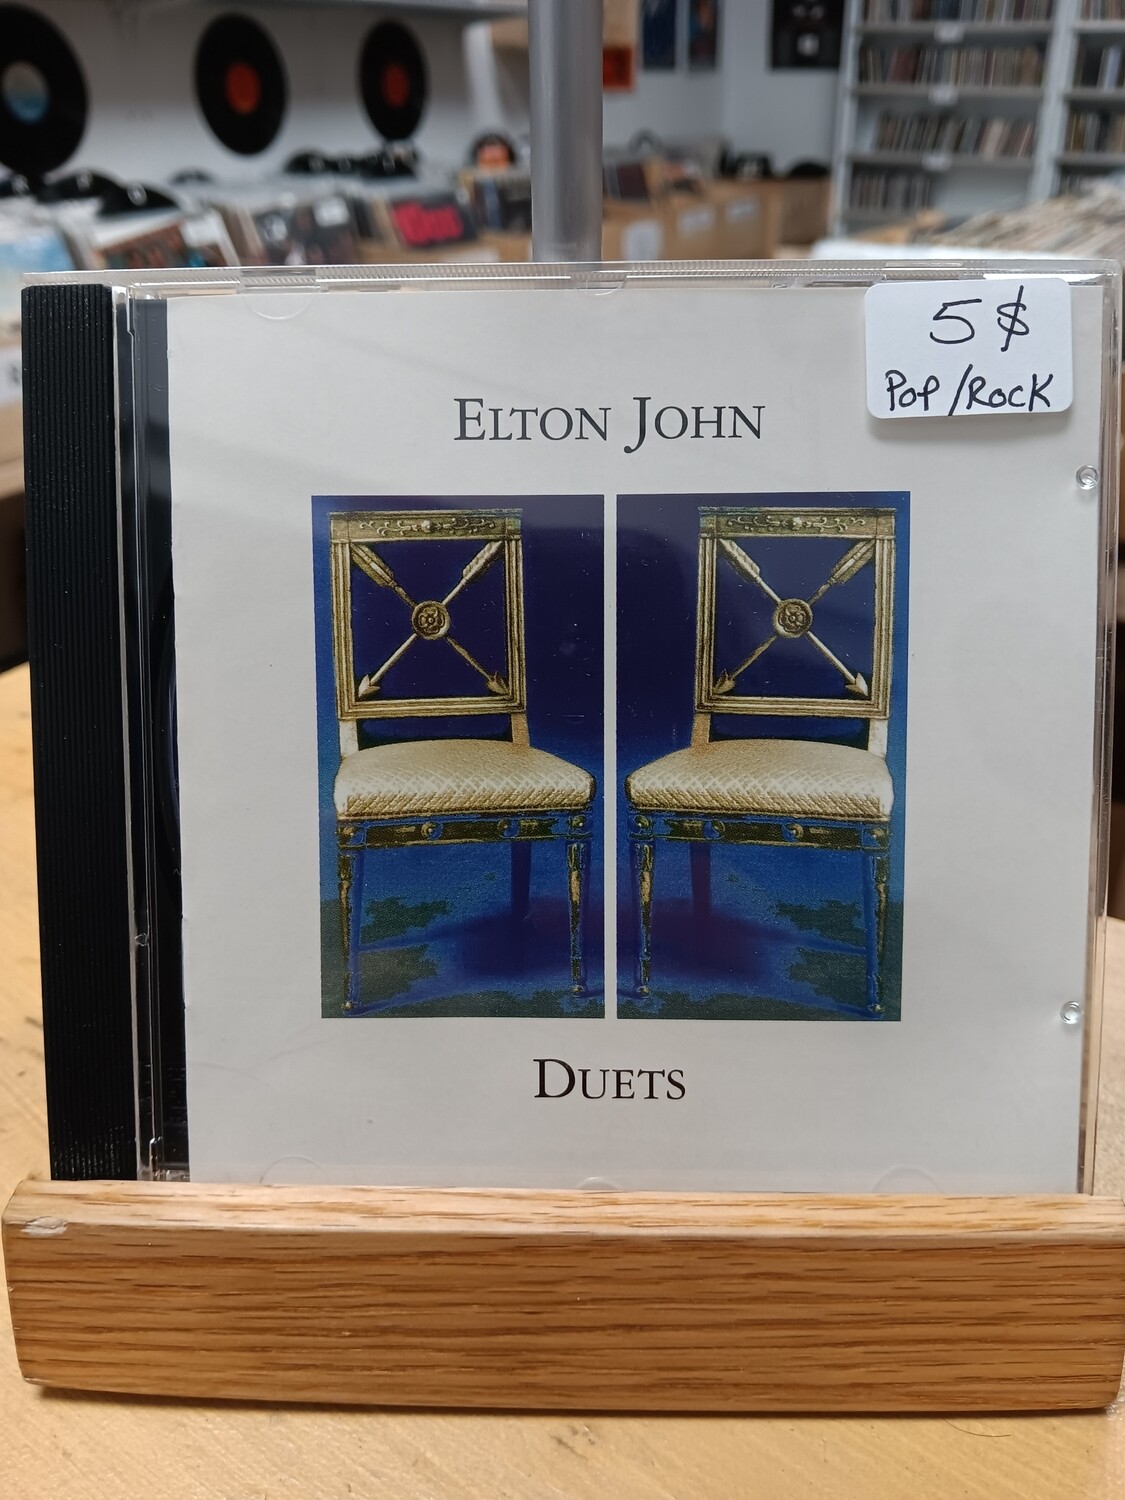 5$
Pop/Rock
ELTON JOHN
DUETS